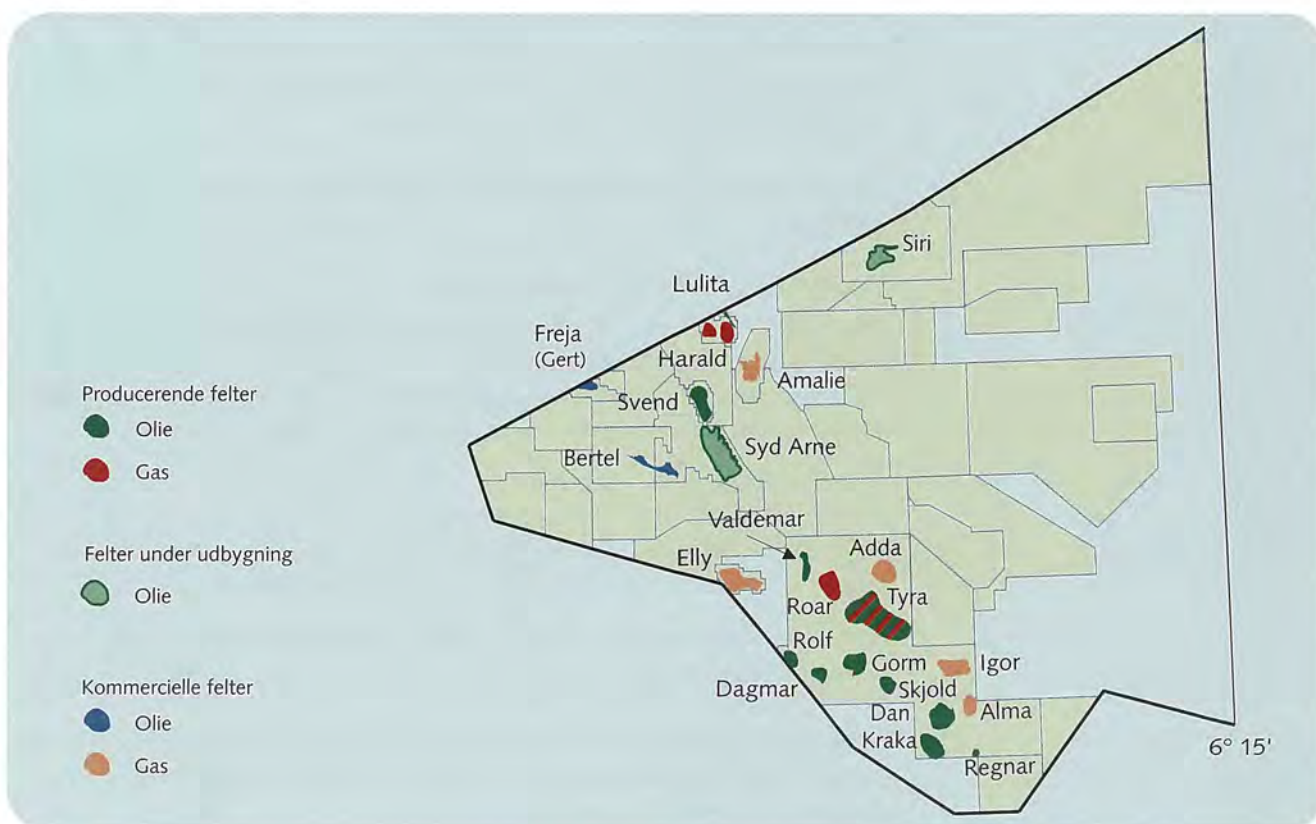 Producerende felter
Olie
Gas
Felter under udbygning
Olie
Kommercielle felter
Olie
Gas
Siri
Lulita
Freja
(Gert)
Harald
Amalie
Svend
Syd Arne
Bertel
Valdemar
Adda
Elly
Roar
Tyra
Rolf
Gorm
Igor
Dagmar
Skjold
Dan
Alma
Kraka
Regnar
6° 15'